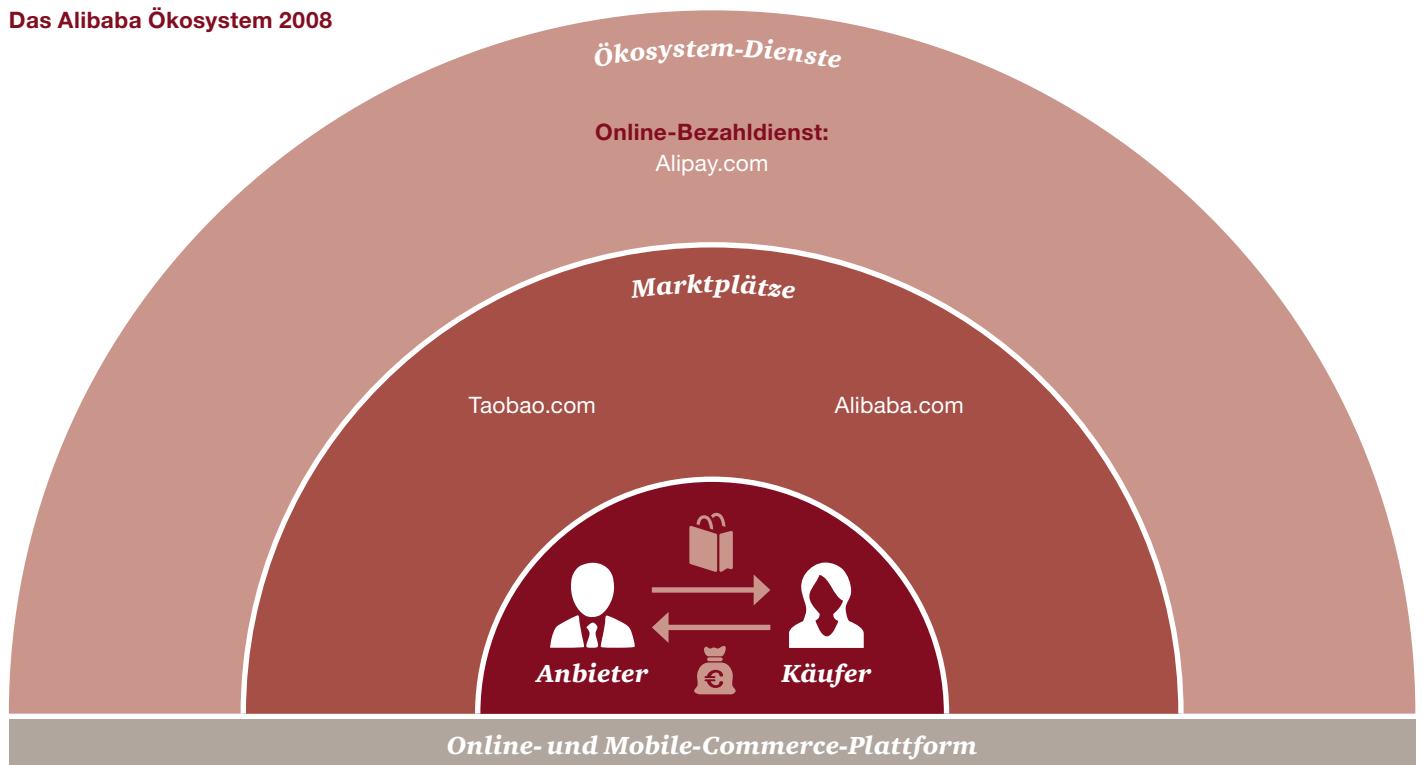 Das Alibaba Ökosystem 2008
Ökosystem-Dienste
Online-Bezahldienst:
Alipay.com
Marktplätze
Taobao.com
Alibaba.com
€
Anbieter
Käufer
Online- und Mobile-Commerce-Plattform